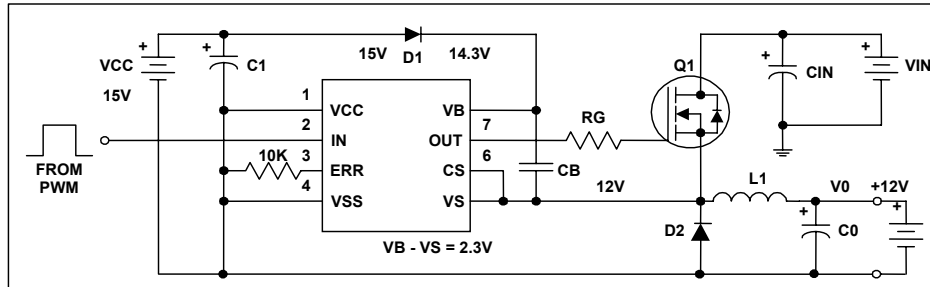 +
VCC
15V
+
C1
15V
D1
14.3V
Q1
+
CIN
+
VIN
1
VCC
VB
2
IN
OUT
7
RG
FROM
PWM
10K
3
ERR
CS
6
CB
12V
4
VSS
VS
VB - VS = 2.3V
L1
V0
+12V
+
D2
C0